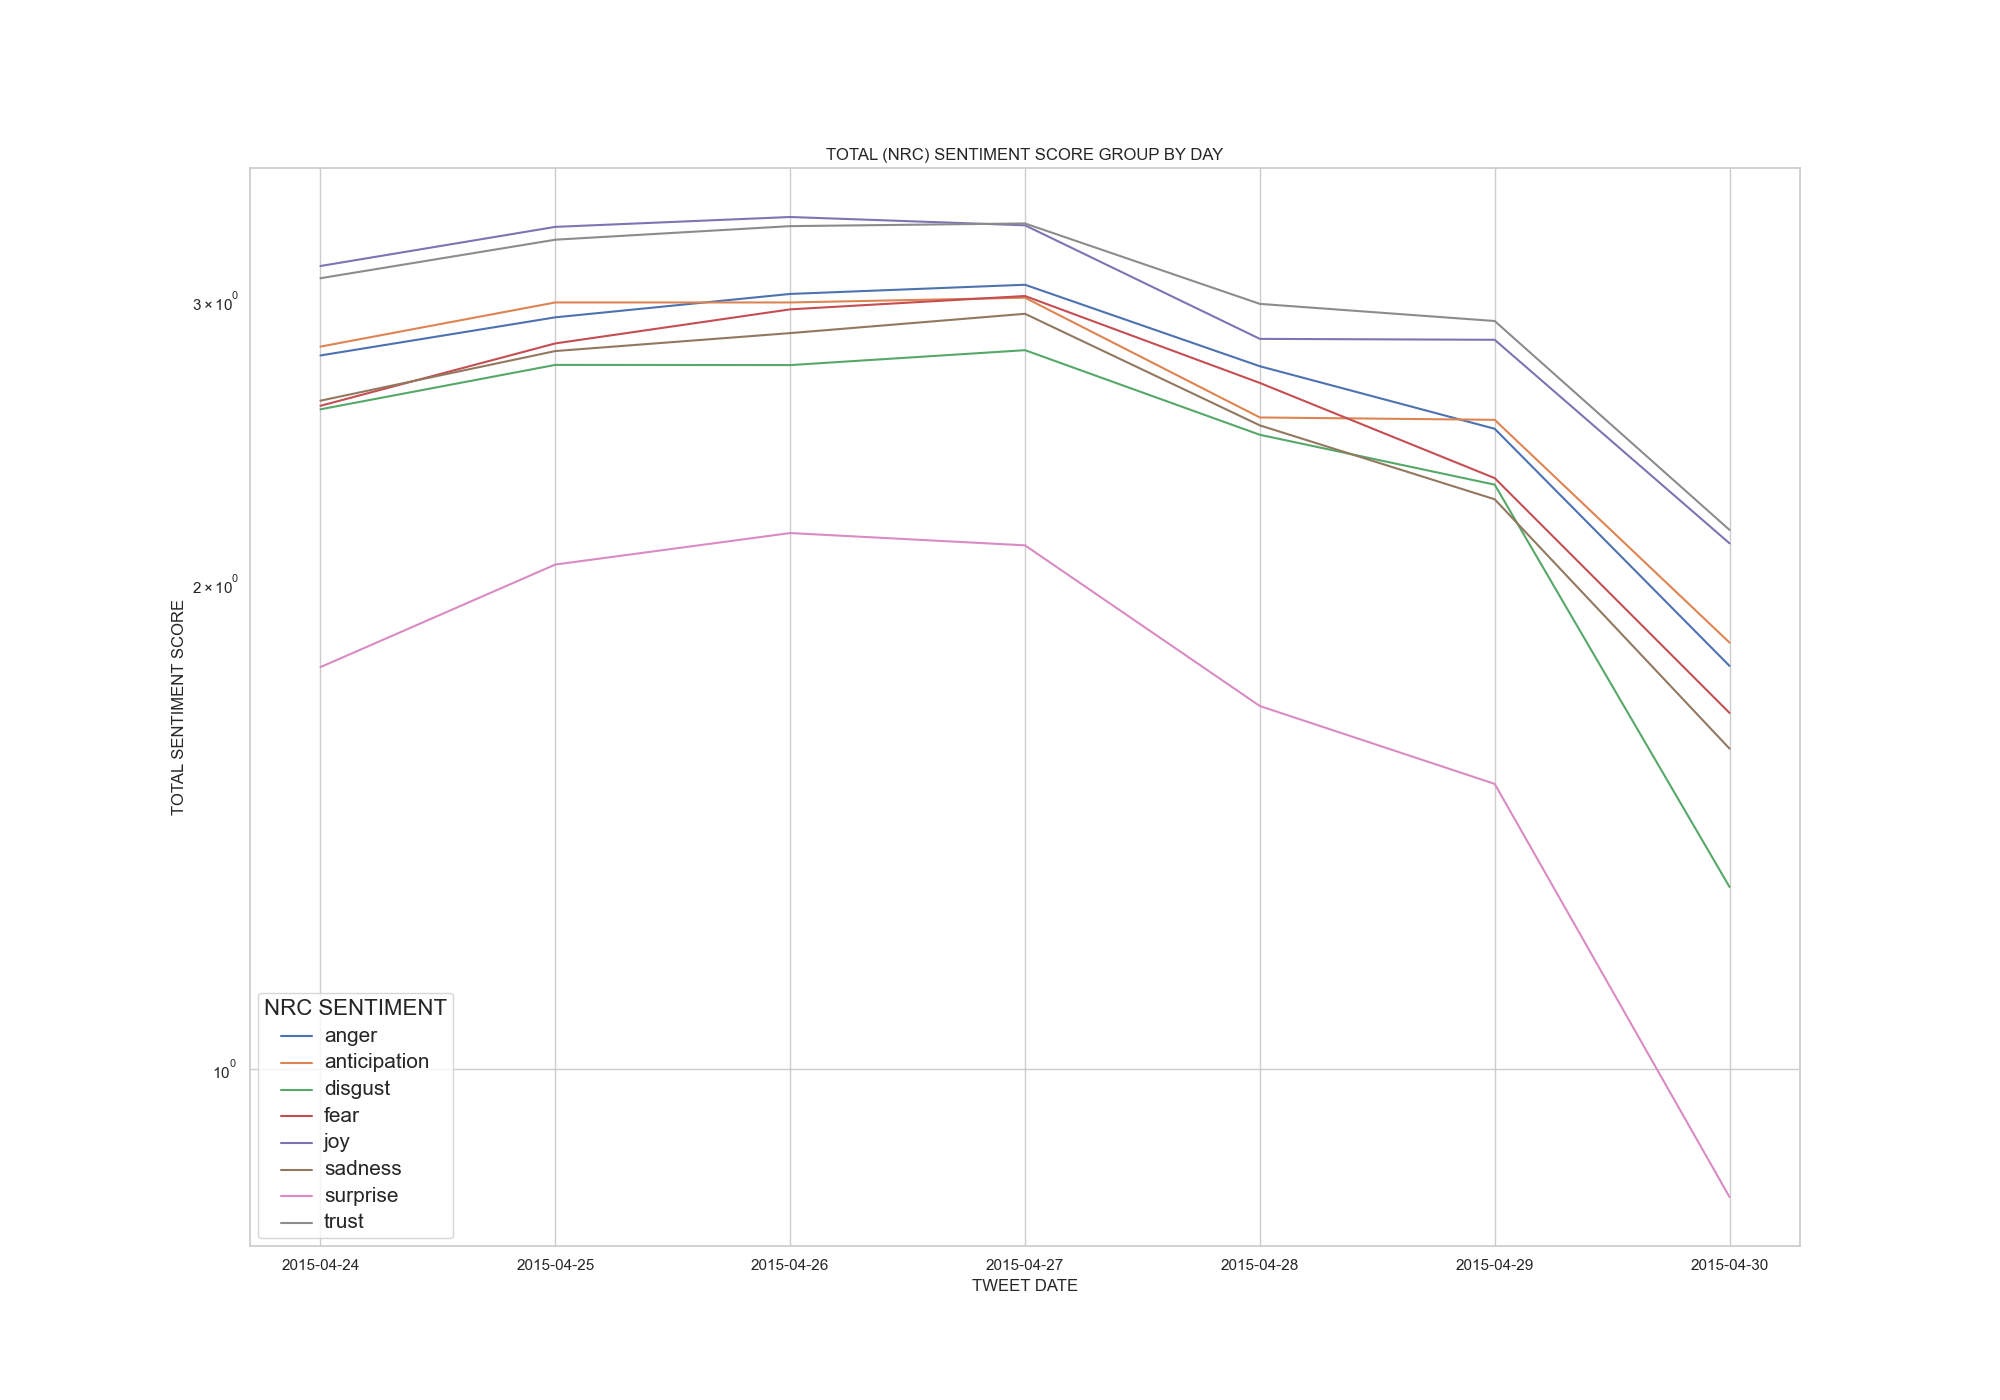 TOTAL (NRC) SENTIMENT SCORE GROUP BY DAY
3 × 10⁰
2 × 10⁰
10⁰
TOTAL SENTIMENT SCORE
NRC SENTIMENT
anger
anticipation
disgust
fear
joy
sadness
surprise
trust
2015-04-24 2015-04-25 2015-04-26 2015-04-27 2015-04-28 2015-04-29 2015-04-30
TWEET DATE